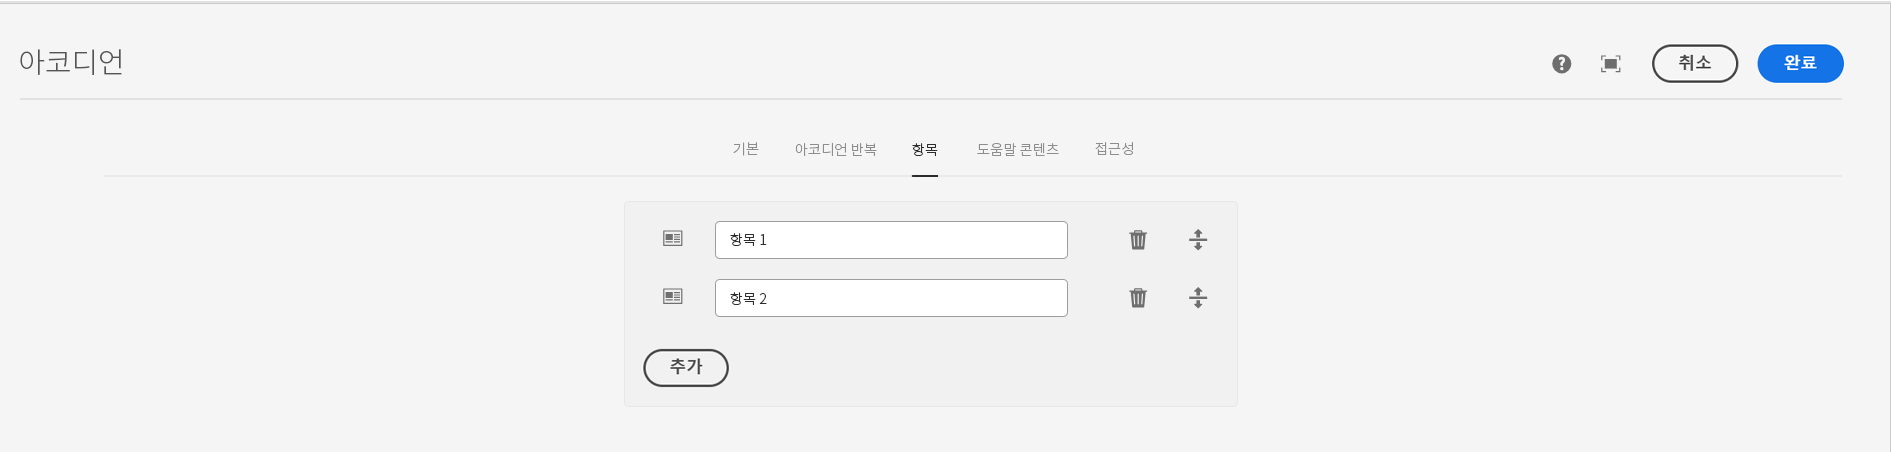 아코디언
취소
완료
기본
아코디언 반복
항목
도움말 콘텐츠
접근성
항목 1
항목 2
추가